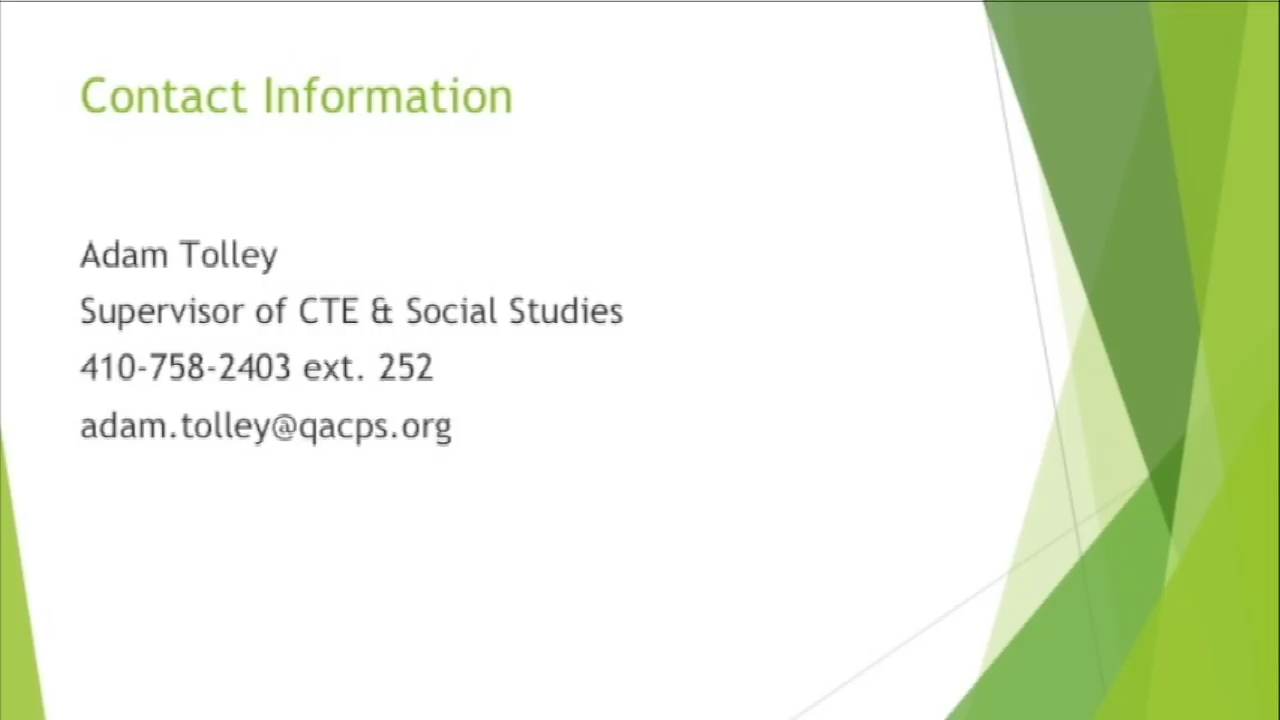 Contact Information
Adam Tolley
Supervisor of CTE & Social Studies
410-758-2403 ext. 252
adam.tolley@qacps.org